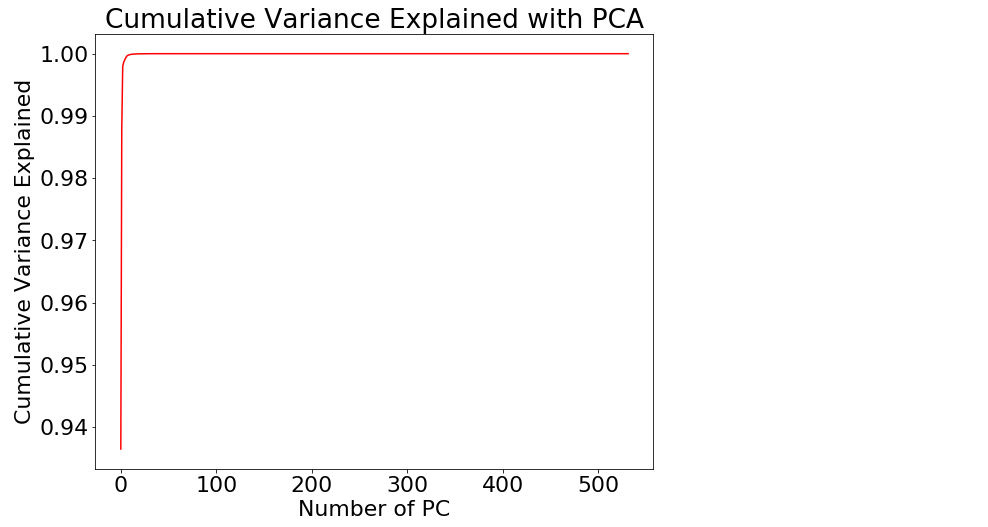 Cumulative Variance Explained with PCA
1.00
0.99
0.98
0.97
0.96
0.95
0.94
Cumulative Variance Explained
0 100 200 300 400 500
Number of PC